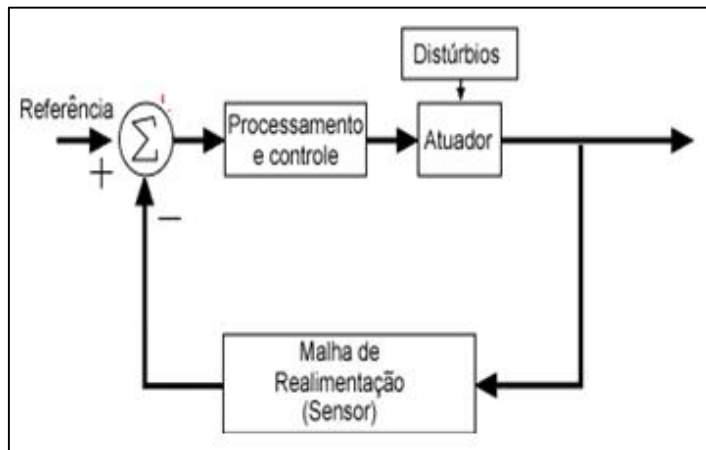 Distúrbios
Referência
Σ
Processamento
e controle
Atuador
+
−
Malha de
Realimentação
(Sensor)